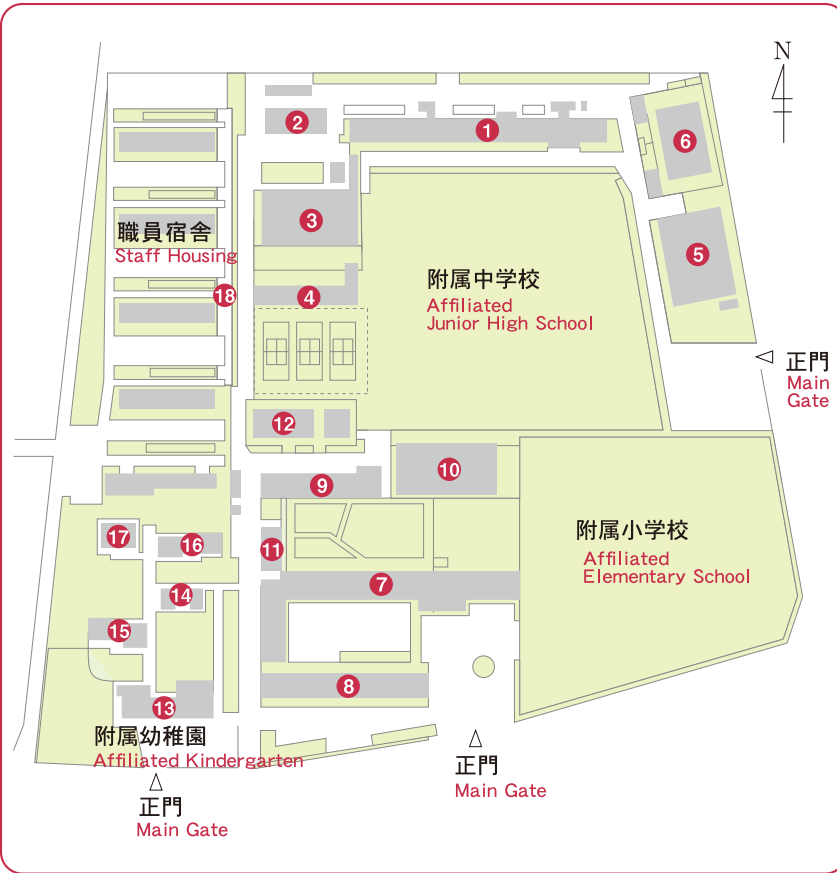 N
2
1
6
3
職員宿舎
Staff Housing
5
附属中学校
Affiliated
Junior High School
4
18
正門
Main
Gate
12
10
9
附属小学校
Affiliated
Elementary School
17
16
11
7
14
15
8
13
附属幼稚園
Affiliated Kindergarten
正門
Main Gate
正門
Main Gate